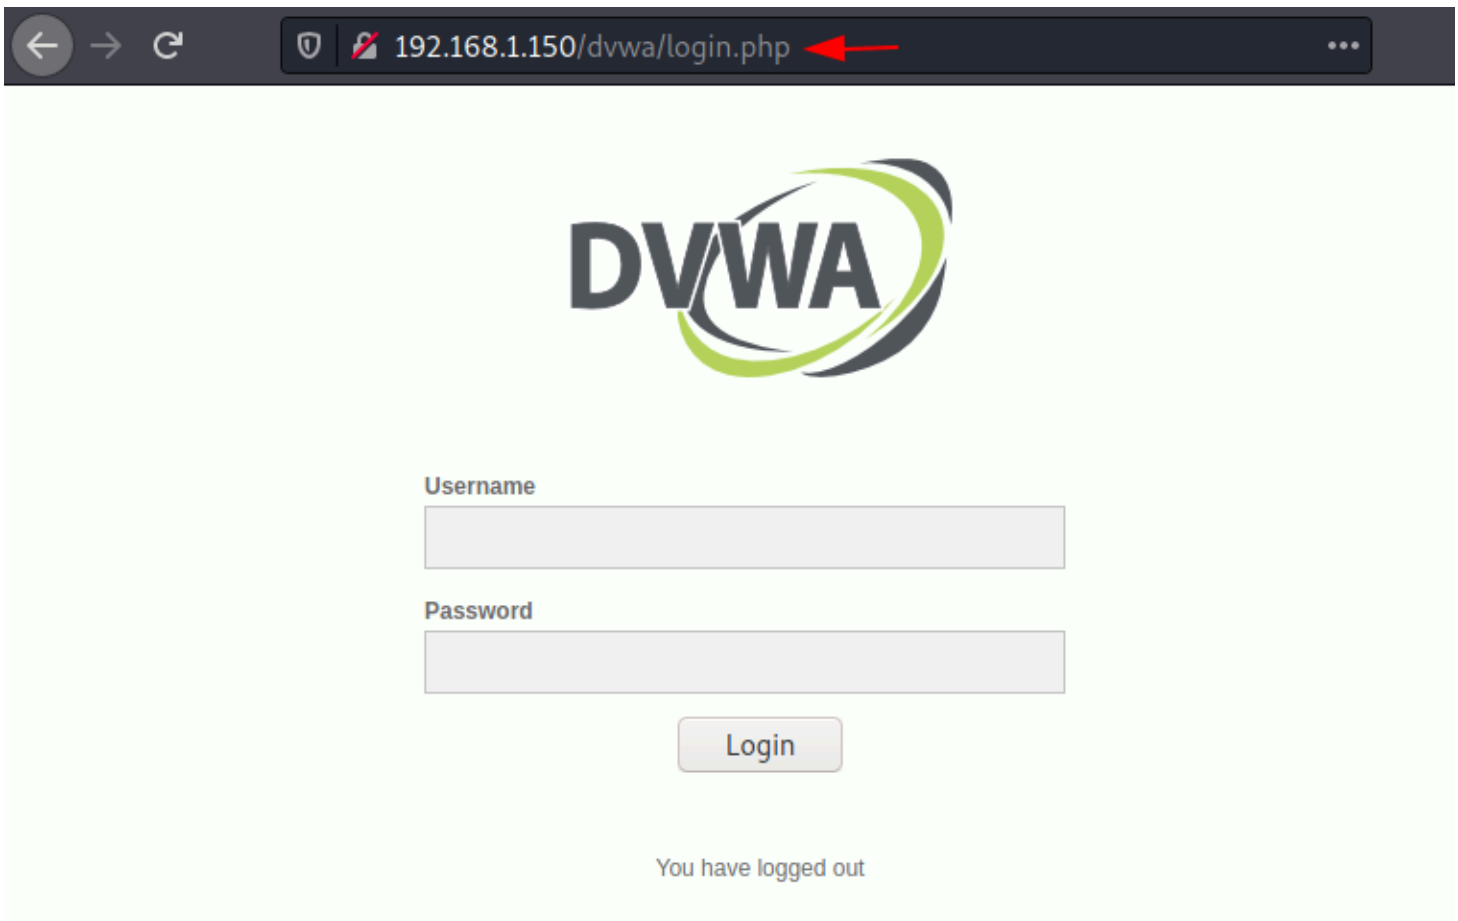 192.168.1.150/dvwa/login.php
DVWA
Username
Password
Login
You have logged out